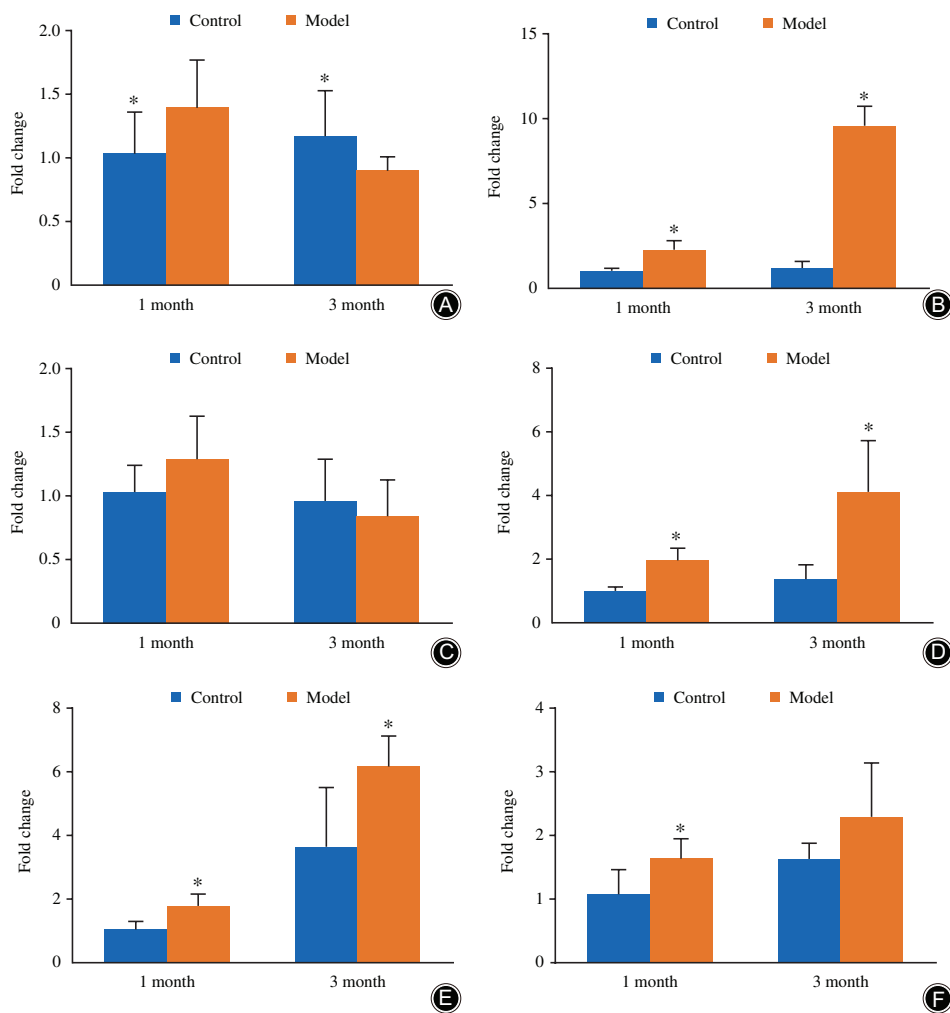 Control Model
2.0
1.5
1.0
0.5
0
Fold change
* *
1 month 3 month
A
Control Model
15
10
5
0
Fold change
* *
1 month 3 month
B
Control Model
2.0
1.5
1.0
0.5
0
Fold change
1 month 3 month
C
Control Model
8
6
4
2
0
Fold change
* *
1 month 3 month
D
Control Model
8
6
4
2
0
Fold change
* *
1 month 3 month
E
Control Model
4
3
2
1
0
Fold change
*
1 month 3 month
F